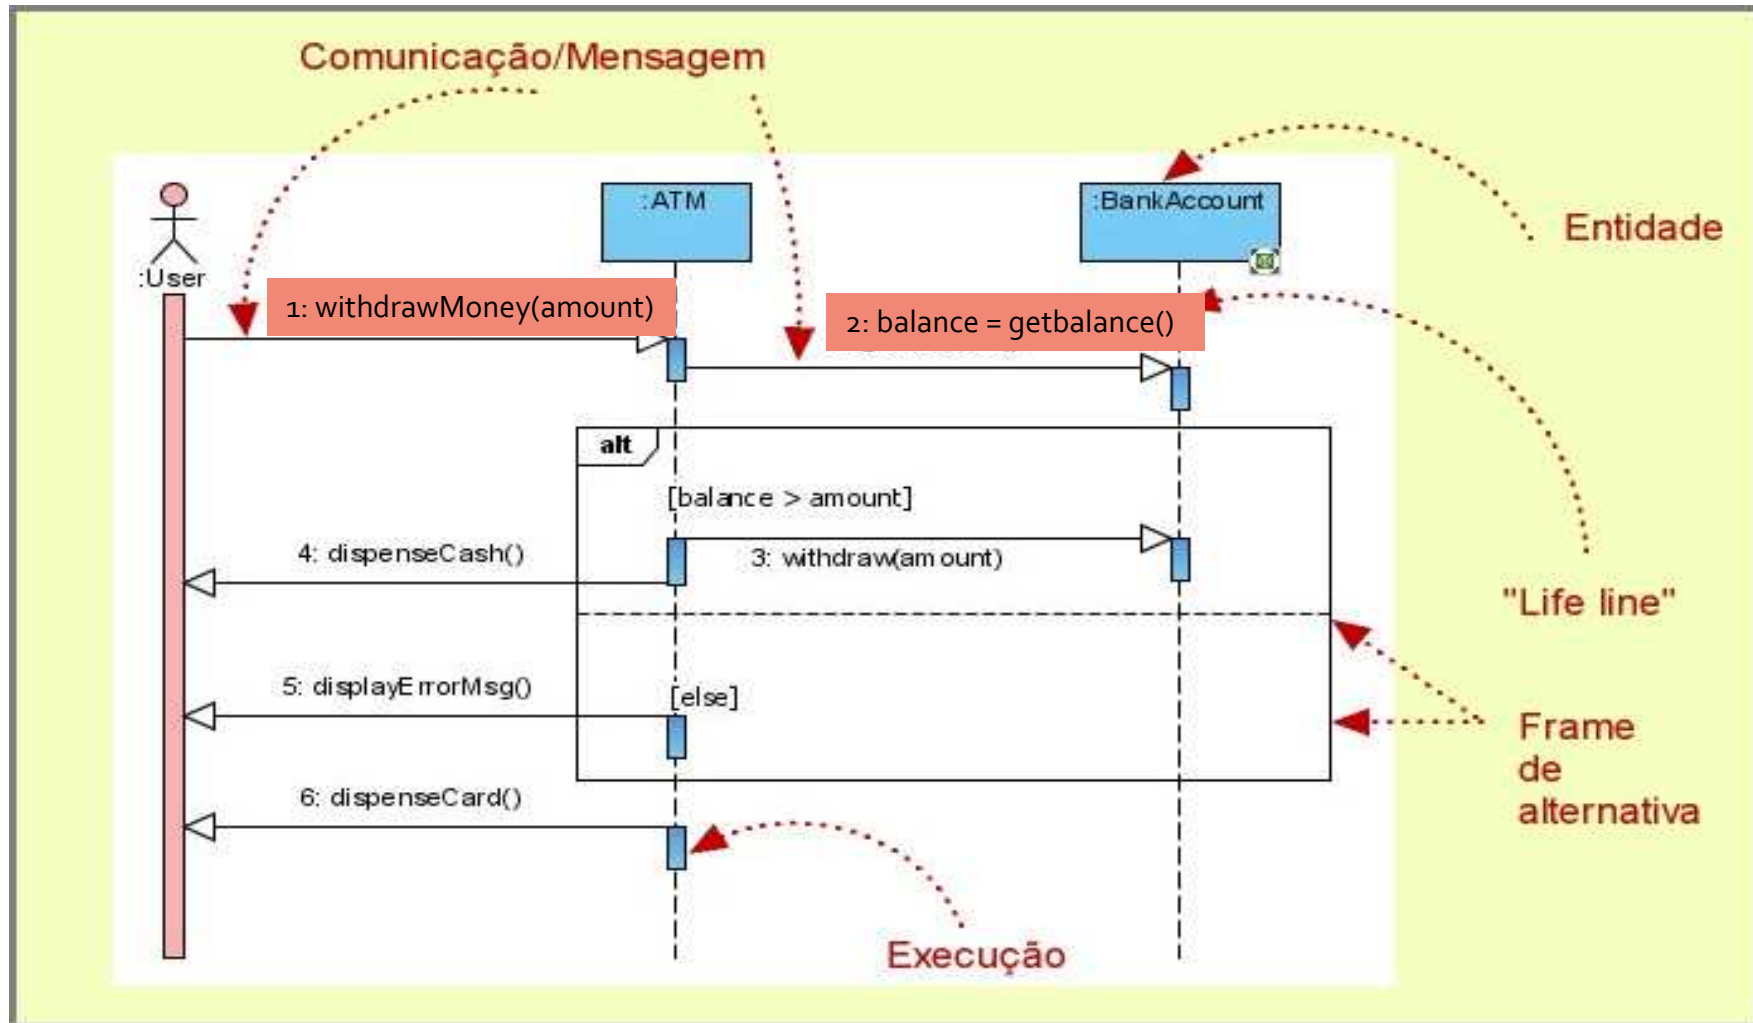 Comunicação/Mensagem
:ATM
:BankAccount
Entidade
:User
1: withdrawMoney(amount)
2: balance = getbalance()
alt
[balance > amount]
4: dispenseCash()
3: withdraw(amount)
"Life line"
5: displayErrorMsg()
[else]
Frame
de
alternativa
6: dispenseCard()
Execução